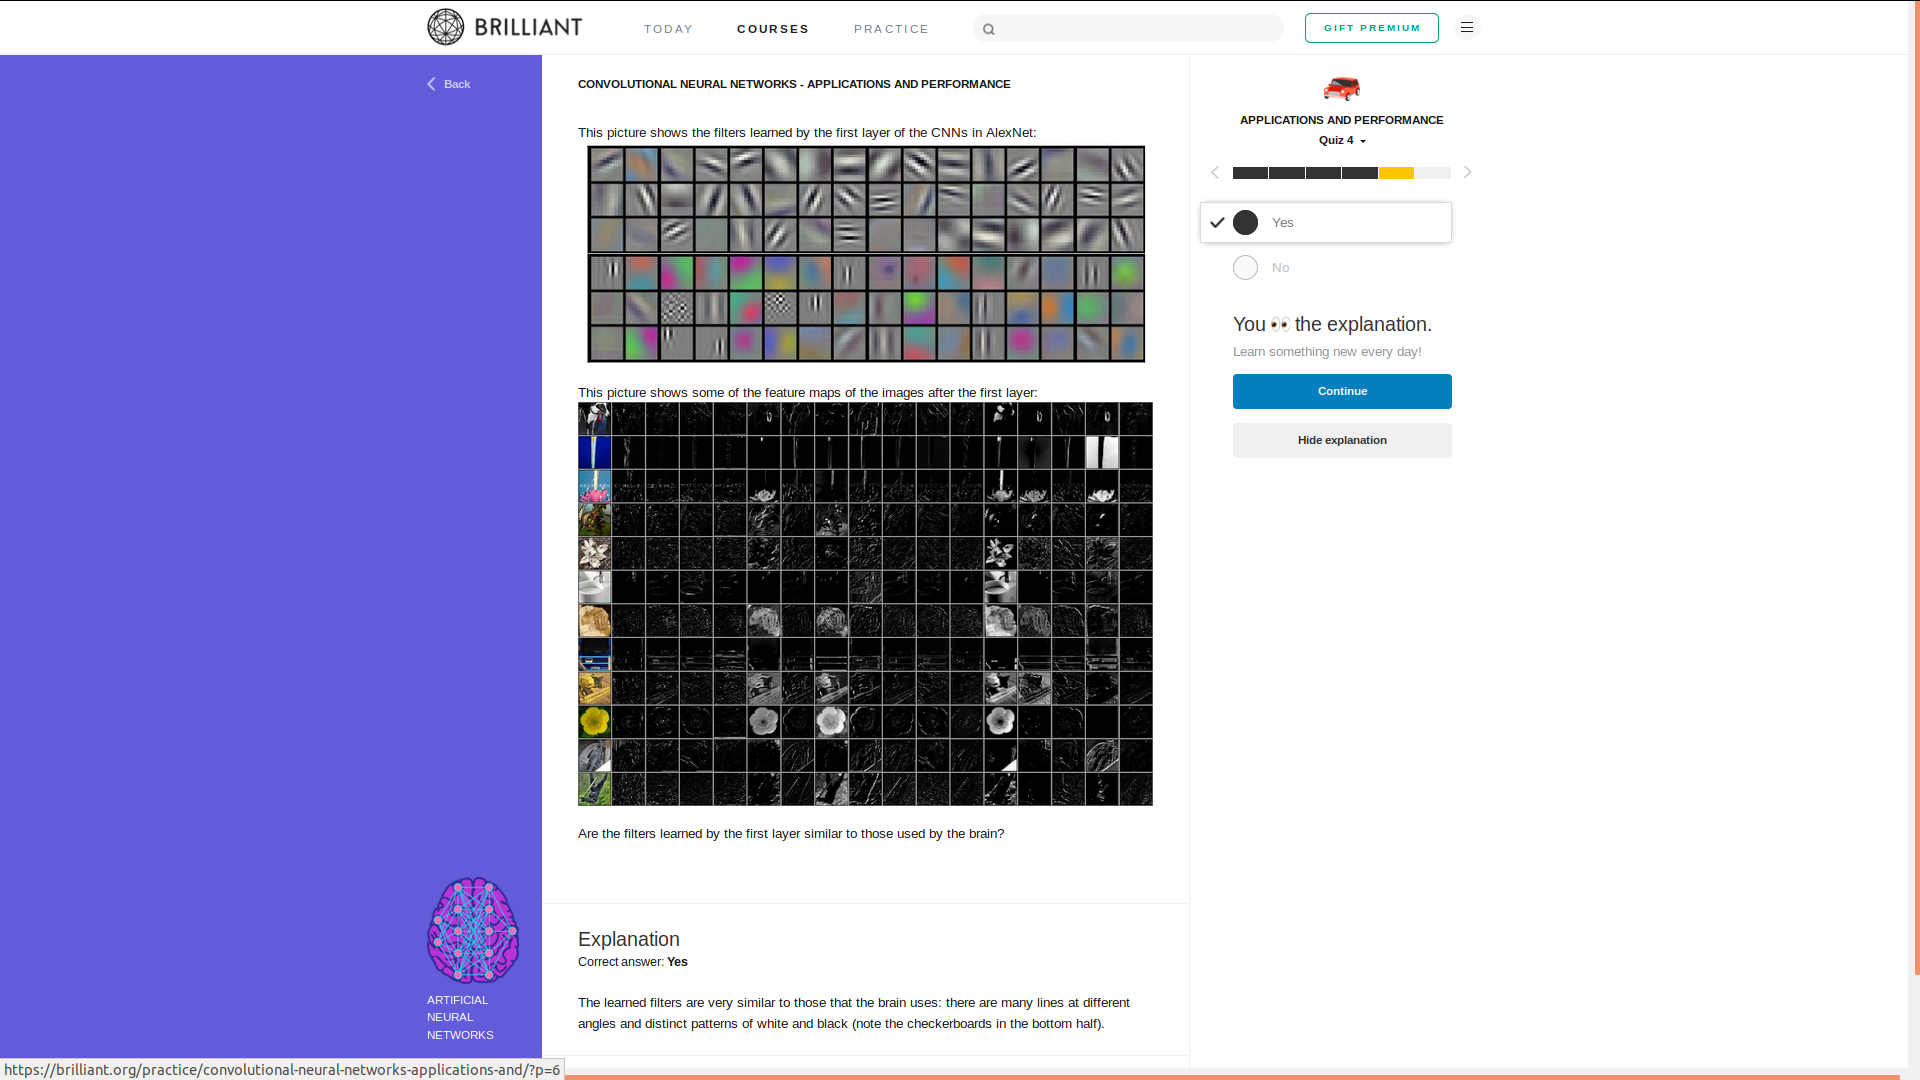 BRILLIANT
TODAY
COURSES
PRACTICE
GIFT PREMIUM
Back
CONVOLUTIONAL NEURAL NETWORKS - APPLICATIONS AND PERFORMANCE
This picture shows the filters learned by the first layer of the CNNs in AlexNet:
This picture shows some of the feature maps of the images after the first layer:
Are the filters learned by the first layer similar to those used by the brain?
Explanation
Correct answer: Yes
The learned filters are very similar to those that the brain uses: there are many lines at different
angles and distinct patterns of white and black (note the checkerboards in the bottom half).
APPLICATIONS AND PERFORMANCE
Quiz 4
Yes
No
You 👀 the explanation.
Learn something new every day!
Continue
Hide explanation
ARTIFICIAL
NEURAL
NETWORKS
https://brilliant.org/practice/convolutional-neural-networks-applications-and/?p=6